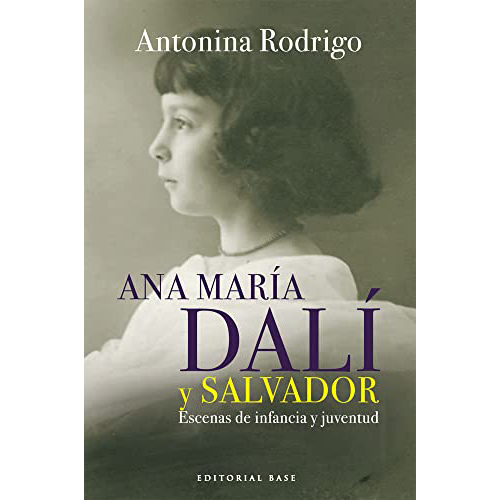 Antonina Rodrigo
ANA MARÍA
DALÍ
y SALVADOR
Escenas de infancia y juventud
EDITORIAL BASE